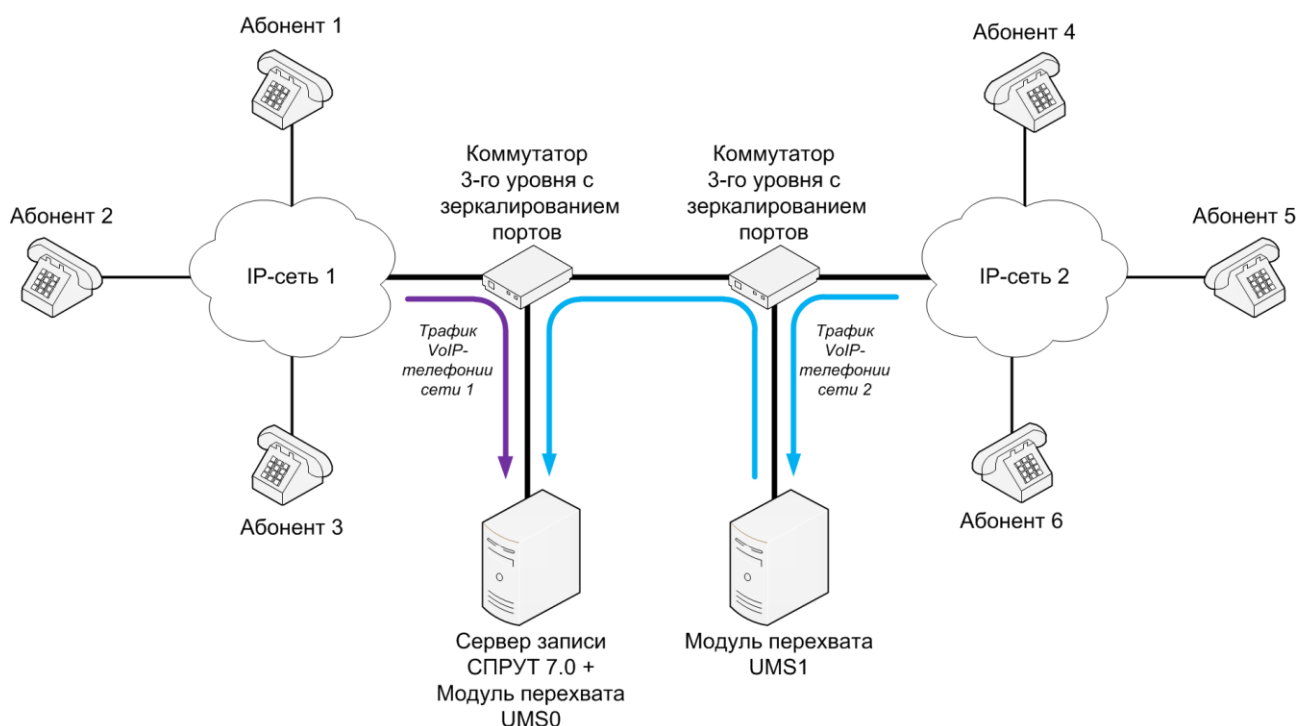 Абонент 1
Абонент 4
Коммутатор
3-го уровня с
зеркалированием
портов
Коммутатор
3-го уровня с
зеркалированием
портов
Абонент 2
Абонент 5
IP-сеть 1
IP-сеть 2
Трафик
VoIP-
телефонии
сети 1
Трафик
VoIP-
телефонии
сети 2
Абонент 3
Абонент 6
Сервер записи
СПРУТ 7.0 +
Модуль перехвата
UMS0
Модуль перехвата
UMS1